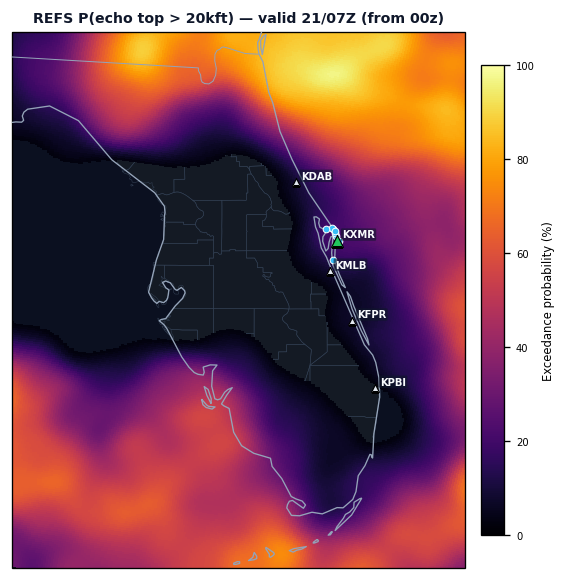 REFS P(echo top > 20kft) — valid 21/07Z (from 00z)
KDAB
KXMR
KMLB
KFPR
KPBI
100
80
60
40
20
0
Exceedance probability (%)